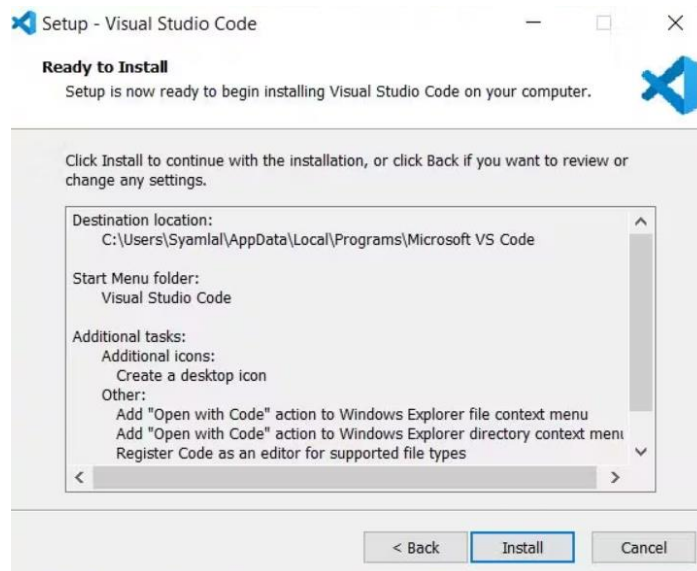 Setup - Visual Studio Code
Ready to Install
Setup is now ready to begin installing Visual Studio Code on your computer.
Click Install to continue with the installation, or click Back if you want to review or
change any settings.
Destination location:
C:\Users\Syamlal\AppData\Local\Programs\Microsoft VS Code
Start Menu folder:
Visual Studio Code
Additional tasks:
Additional icons:
Create a desktop icon
Other:
Add "Open with Code" action to Windows Explorer file context menu
Add "Open with Code" action to Windows Explorer directory context menu
Register Code as an editor for supported file types
< Back Install Cancel